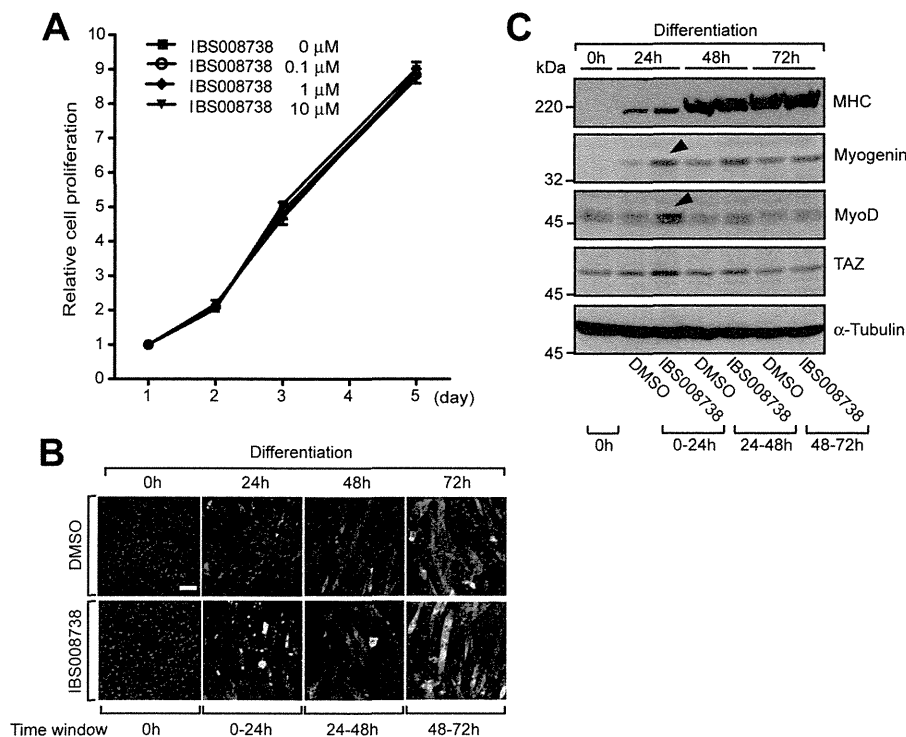 A
IBS008738 0 μM
IBS008738 0.1 μM
IBS008738 1 μM
IBS008738 10 μM
Relative cell proliferation
10
9
8
7
6
5
4
3
2
1
0
1 2 3 4 5 (day)
B
Differentiation
0h 24h 48h 72h
DMSO
IBS008738
Time window 0h 0-24h 24-48h 48-72h
C
Differentiation
0h 24h 48h 72h
kDa
220 MHC
Myogenin
32
45 MyoD
TAZ
45
α-Tubulin
45
DMSO IBS008738 DMSO IBS008738 DMSO IBS008738
0h 0-24h 24-48h 48-72h